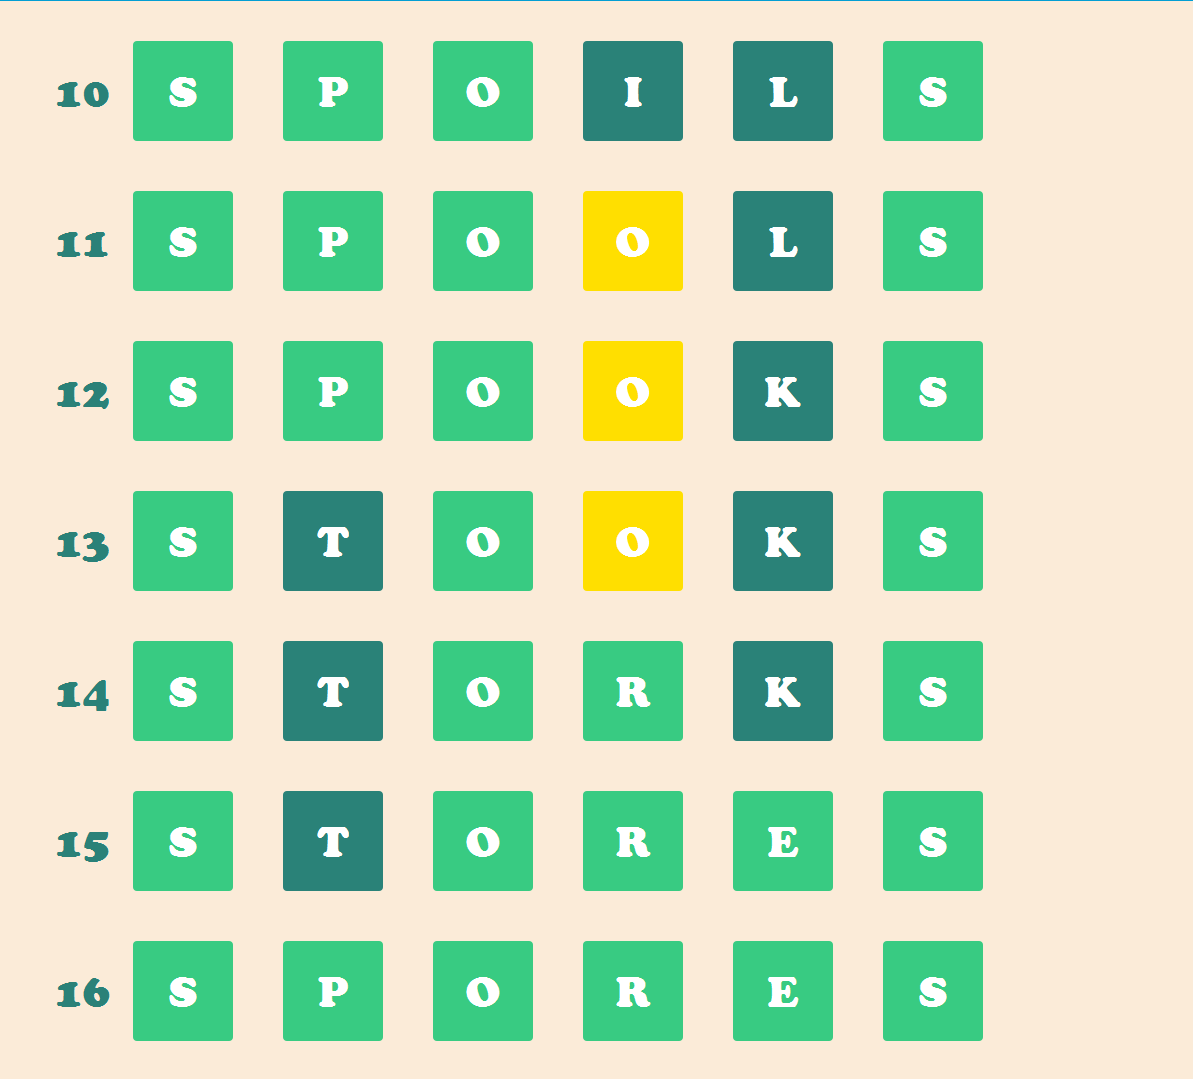 10 S P O I L S
11 S P O O L S
12 S P O O K S
13 S T O O K S
14 S T O R K S
15 S T O R E S
16 S P O R E S